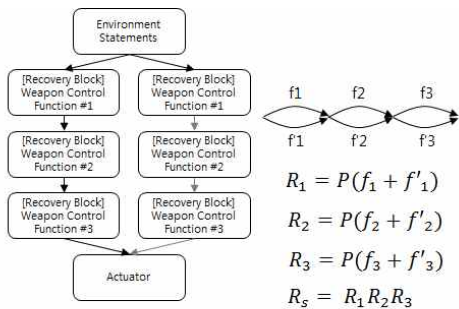 Environment
Statements
[Recovery Block]
Weapon Control
Function #1
[Recovery Block]
Weapon Control
Function #1
[Recovery Block]
Weapon Control
Function #2
[Recovery Block]
Weapon Control
Function #2
[Recovery Block]
Weapon Control
Function #3
[Recovery Block]
Weapon Control
Function #3
Actuator
f1 f2 f3
f'1 f'2 f'3
R₁ = P(f₁ + f'₁)
R₂ = P(f₂ + f'₂)
R₃ = P(f₃ + f'₃)
Rₛ = R₁R₂R₃